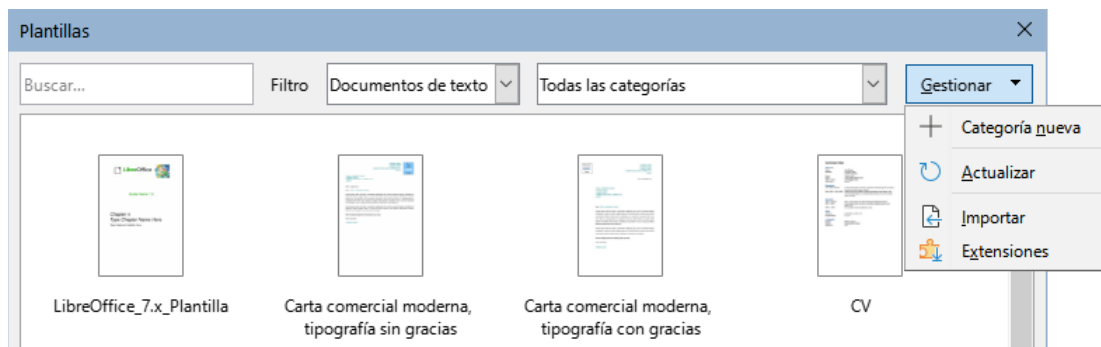 Plantillas
Buscar...
Filtro
Documentos de texto
Todas las categorías
Gestionar
Categoría nueva
Actualizar
Importar
Extensiones
LibreOffice
LibreOffice_7.x_Plantilla
Carta comercial moderna,
tipografía sin gracias
Carta comercial moderna,
tipografía con gracias
CV